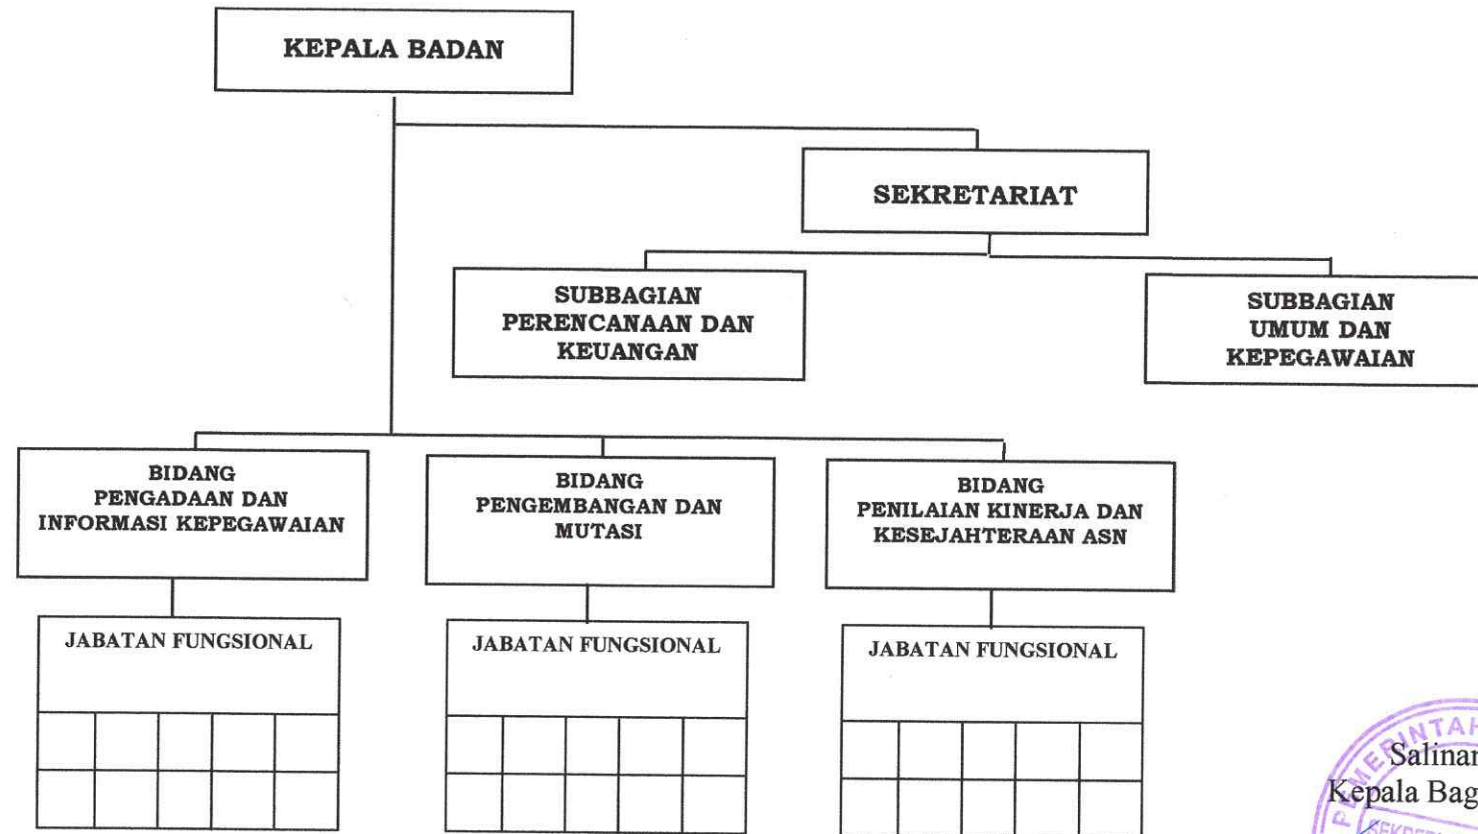 KEPALA BADAN
SEKRETARIAT
SUBBAGIAN
PERENCANAAN DAN
KEUANGAN
SUBBAGIAN
UMUM DAN
KEPEGAWAIAN
BIDANG
PENGADAAN DAN
INFORMASI KEPEGAWAIAN
BIDANG
PENGEMBANGAN DAN
MUTASI
BIDANG
PENILAIAN KINERJA DAN
KESEJAHTERAAN ASN
JABATAN FUNGSIONAL
JABATAN FUNGSIONAL
JABATAN FUNGSIONAL
PEMERINTAH
Salinan
Kepala Bag